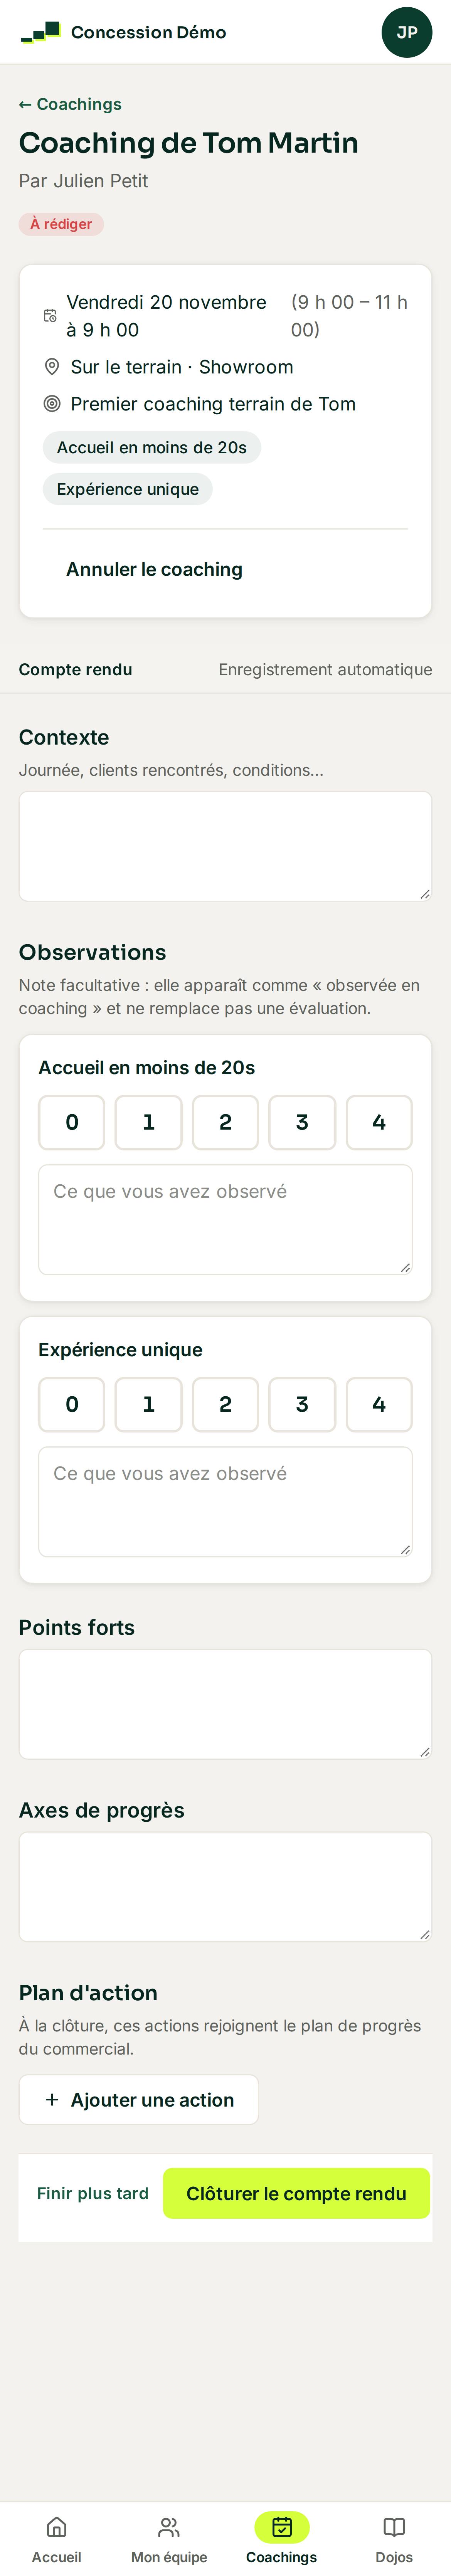 Concession Démo
JP
← Coachings
Coaching de Tom Martin
Par Julien Petit
À rédiger
Vendredi 20 novembre
à 9 h 00
(9 h 00 – 11 h
00)
Sur le terrain · Showroom
Premier coaching terrain de Tom
Accueil en moins de 20s
Expérience unique
Annuler le coaching
Compte rendu
Enregistrement automatique
Contexte
Journée, clients rencontrés, conditions…
Observations
Note facultative : elle apparaît comme « observée en
coaching » et ne remplace pas une évaluation.
Accueil en moins de 20s
0 1 2 3 4
Ce que vous avez observé
Expérience unique
0 1 2 3 4
Ce que vous avez observé
Points forts
Axes de progrès
Plan d'action
À la clôture, ces actions rejoignent le plan de progrès
du commercial.
+ Ajouter une action
Finir plus tard
Clôturer le compte rendu
Accueil
Mon équipe
Coachings
Dojos